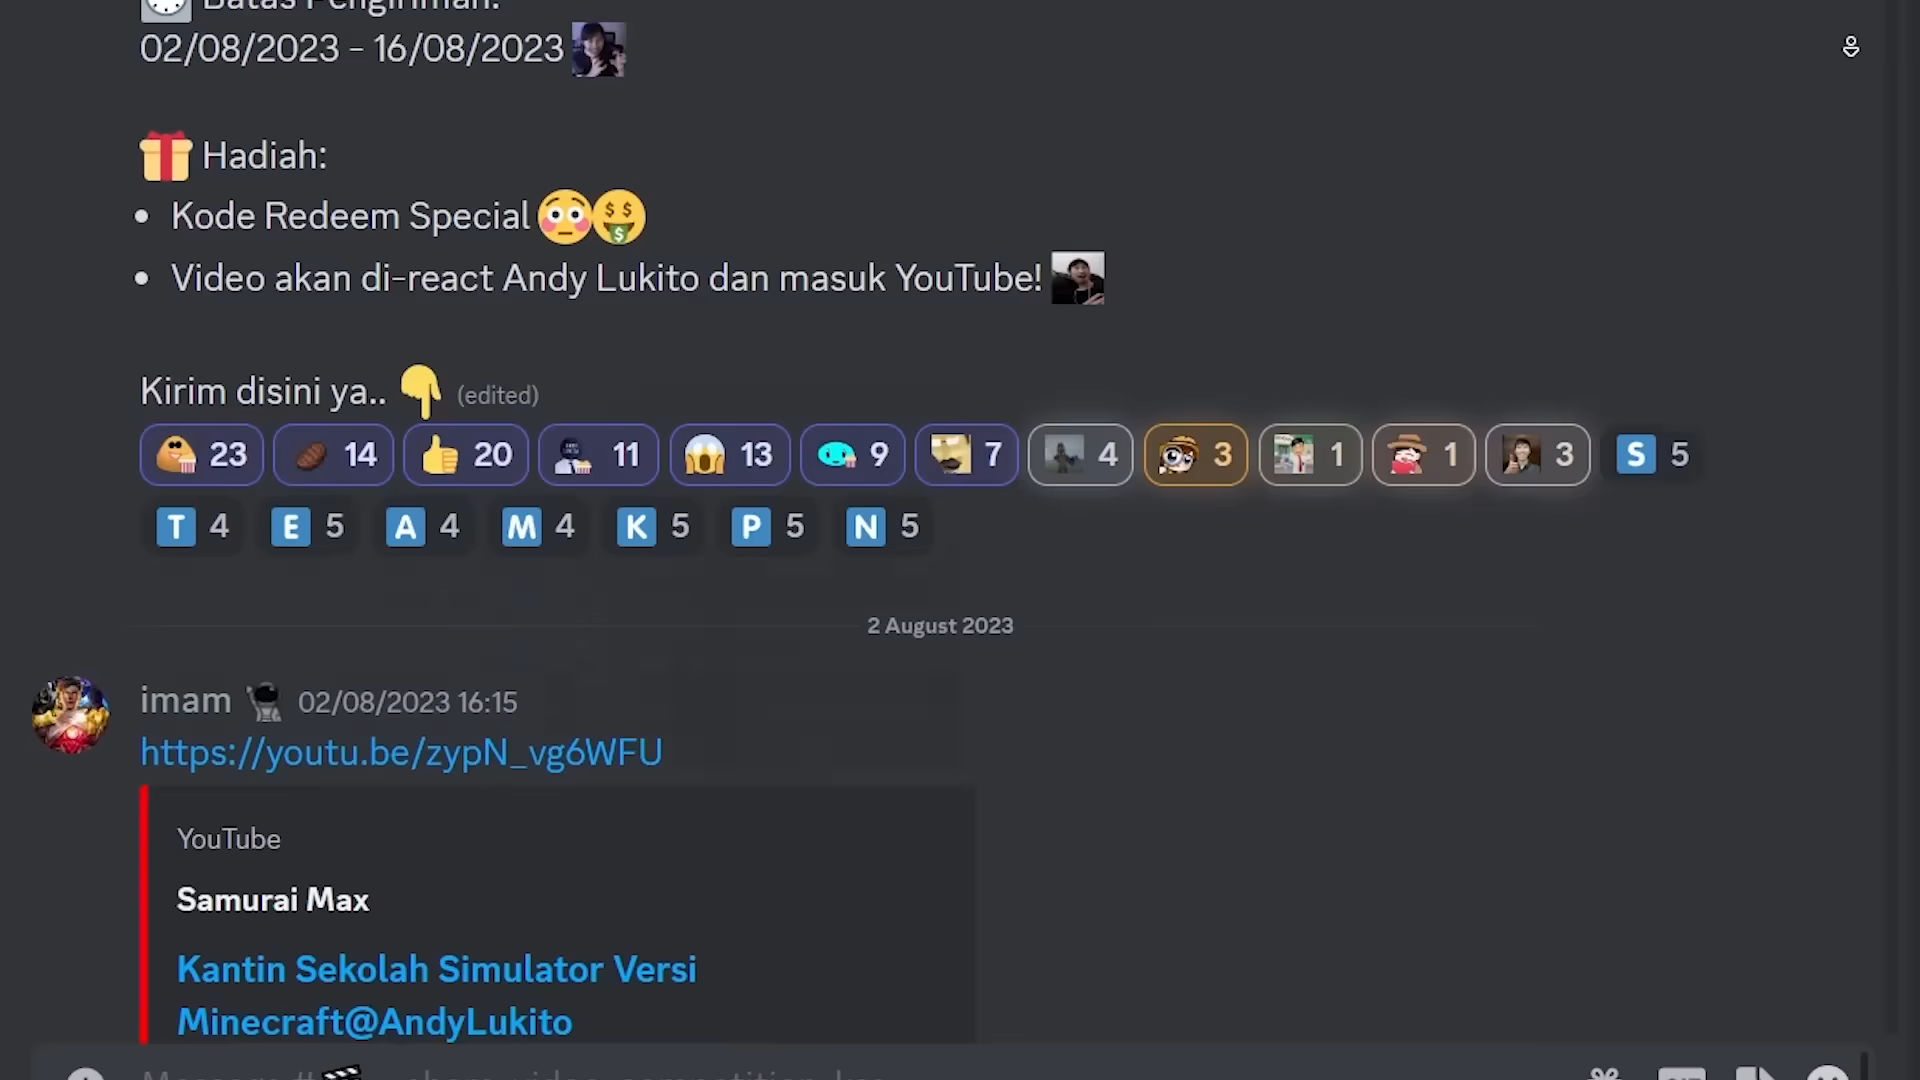 Batas Pengiriman:
02/08/2023 - 16/08/2023
Hadiah:
• Kode Redeem Special
• Video akan di-react Andy Lukito dan masuk YouTube!
Kirim disini ya.. (edited)
23 14 20 11 13 9 7 4 3 1 1 3 S 5
T 4 E 5 A 4 M 4 K 5 P 5 N 5
2 August 2023
imam 02/08/2023 16:15
https://youtu.be/zypN_vg6WFU
YouTube
Samurai Max
Kantin Sekolah Simulator Versi
Minecraft@AndyLukito